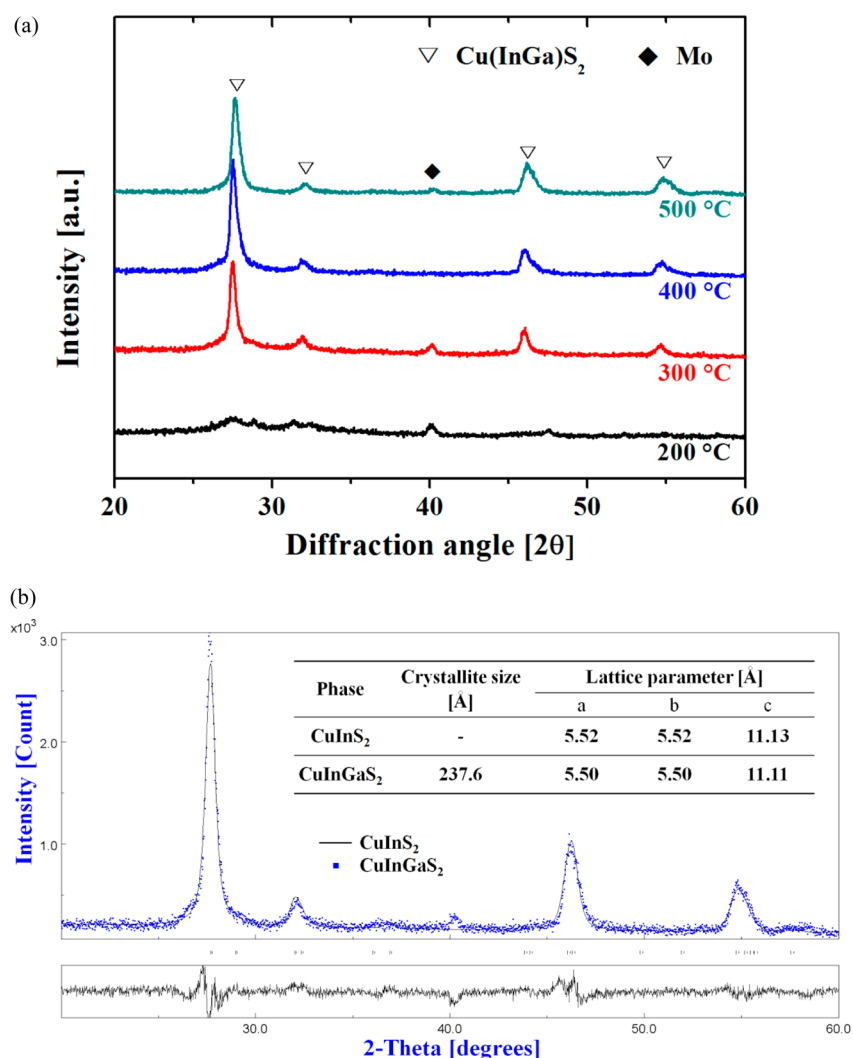 (a)
▽ Cu(InGa)S₂ ◆ Mo
Intensity [a.u.]
500 °C
400 °C
300 °C
200 °C
20 30 40 50 60
Diffraction angle [2θ]
(b)
×10³
3.0
2.0
1.0
Intensity [Count]
Phase Crystallite size [Å] Lattice parameter [Å]
a b c
CuInS₂ - 5.52 5.52 11.13
CuInGaS₂ 237.6 5.50 5.50 11.11
CuInS₂
CuInGaS₂
30.0 40.0 50.0 60.0
2-Theta [degrees]